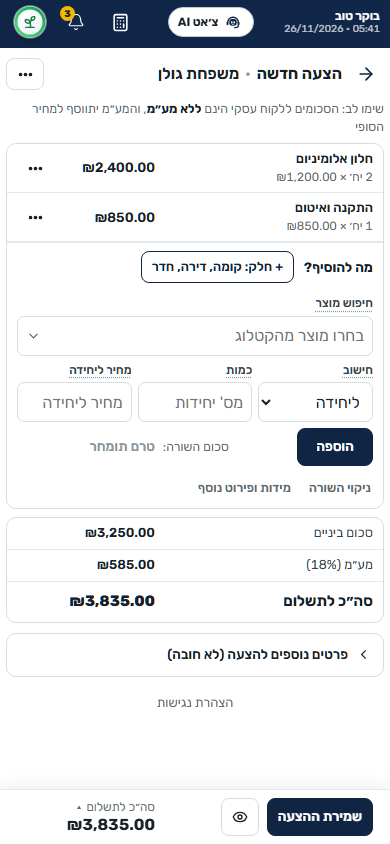 בוקר טוב
26/11/2026 • 05:41
צ׳אט AI
3
הצעה חדשה • משפחת גולן
שימו לב: הסכומים ללקוח עסקי הינם ללא מע״מ, והמע״מ יתווסף למחיר
הסופי
חלון אלומיניום
2 יח׳ × ₪1,200.00
₪2,400.00
התקנה ואיטום
1 יח׳ × ₪850.00
₪850.00
מה להוסיף?
+ חלק: קומה, דירה, חדר
חיפוש מוצר
בחרו מוצר מהקטלוג
חישוב
כמות
מחיר ליחידה
ליחידה
מס' יחידות
מחיר ליחידה
הוספה
סכום השורה: טרם תומחר
ניקוי השורה
מידות ופירוט נוסף
סכום ביניים
₪3,250.00
מע״מ (18%)
₪585.00
סה״כ לתשלום
₪3,835.00
פרטים נוספים להצעה (לא חובה)
הצהרת נגישות
שמירת ההצעה
סה״כ לתשלום
₪3,835.00